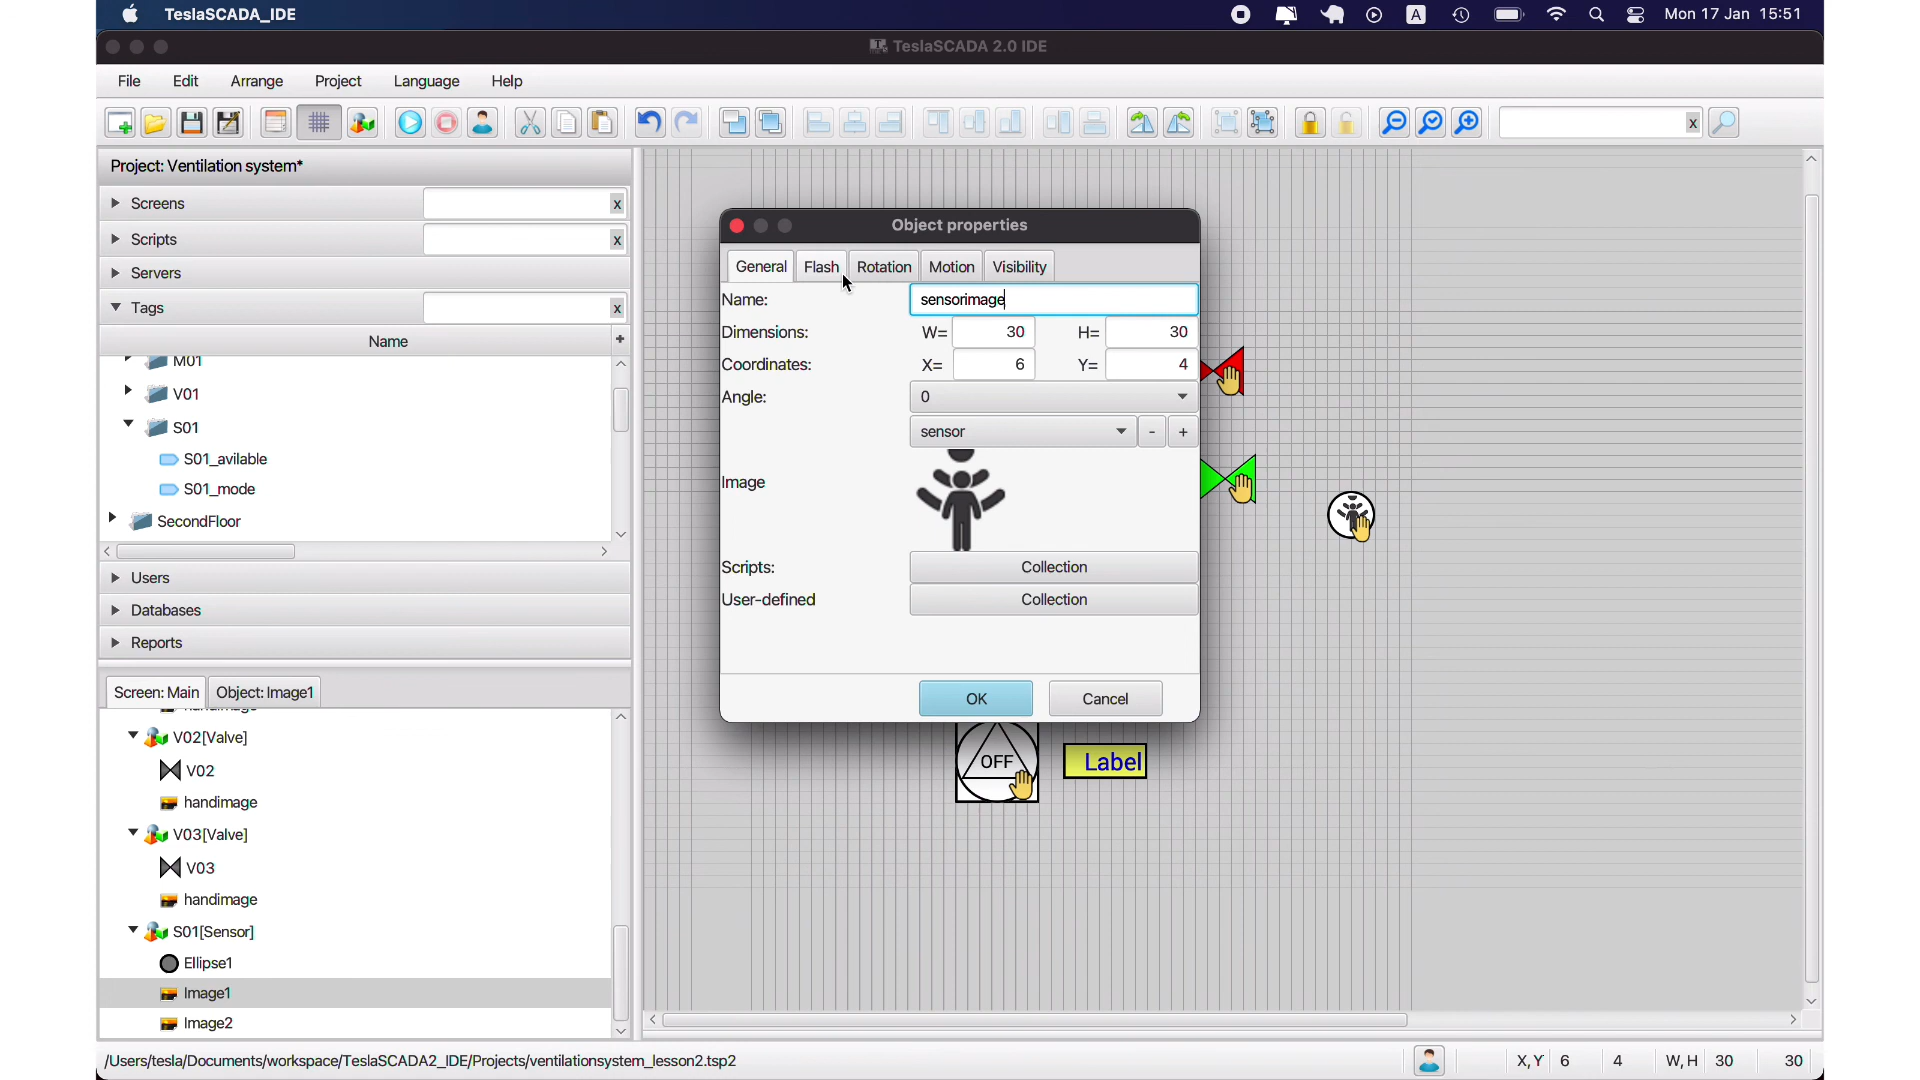 TeslaSCADA_IDE
A
Mon 17 Jan 15:51
TeslaSCADA 2.0 IDE
File Edit Arrange Project Language Help
x
Project: Ventilation system*
Screens x
Scripts x
Servers
Tags x
Name +
M01
V01
S01
S01_avilable
S01_mode
SecondFloor
Users
Databases
Reports
Screen: Main Object: Image1
handimage
V02[Valve]
V02
handimage
V03[Valve]
V03
handimage
S01[Sensor]
Ellipse1
Image1
Image2
Object properties
General Flash Rotation Motion Visibility
Name: sensorimage
Dimensions: W= 30 H= 30
Coordinates: X= 6 Y= 4
Angle: 0
sensor - +
Image
Scripts: Collection
User-defined Collection
OK Cancel
OFF
Label
/Users/tesla/Documents/workspace/TeslaSCADA2_IDE/Projects/ventilationsystem_lesson2.tsp2
X,Y 6 4 W,H 30 30